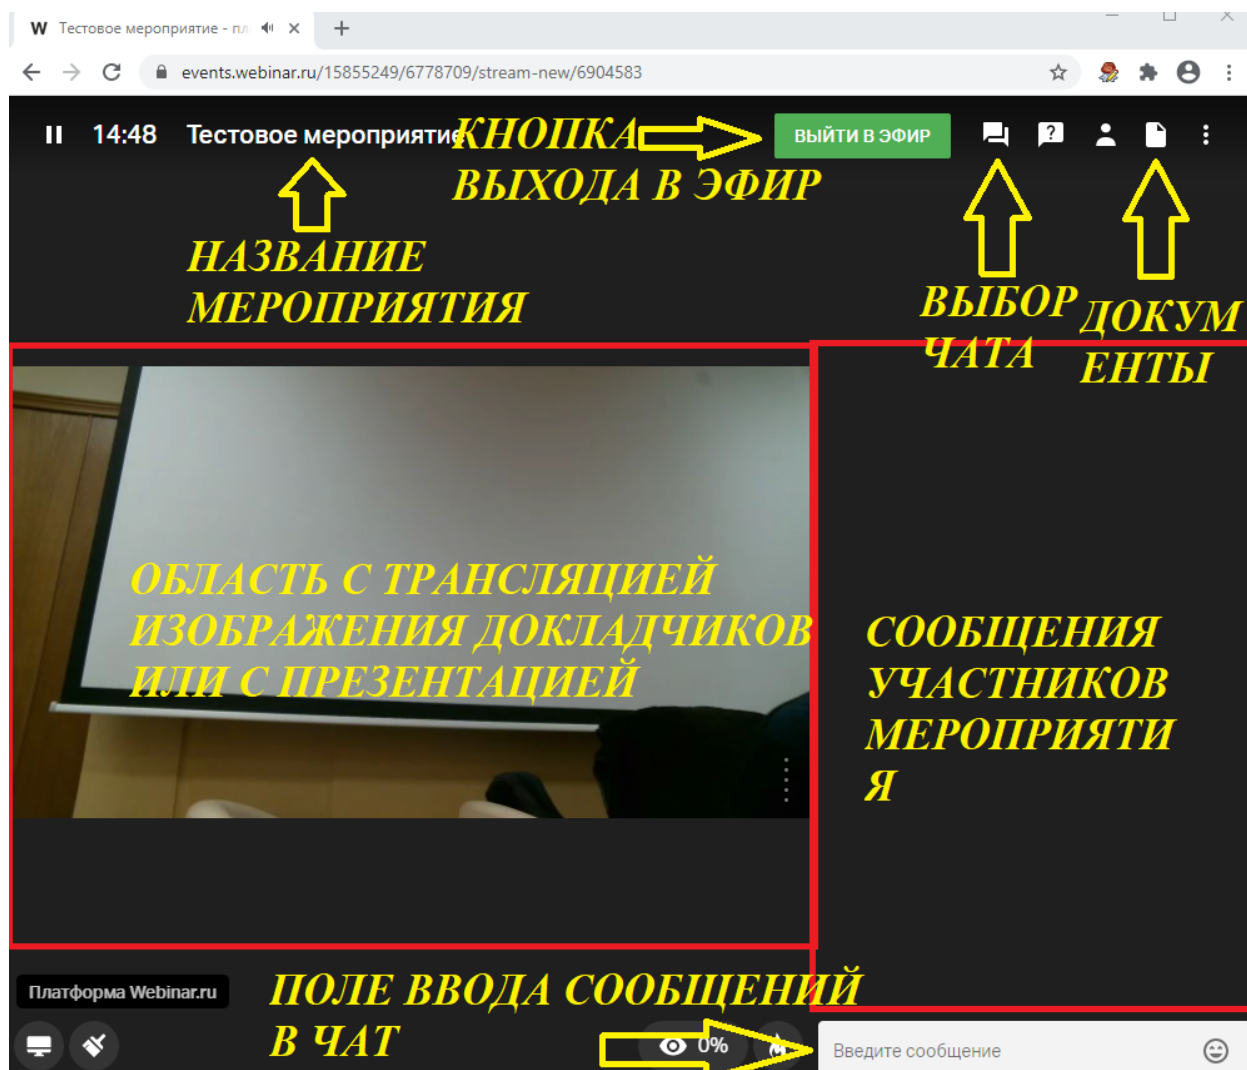 W Тестовое мероприятие - пл
events.webinar.ru/15855249/6778709/stream-new/6904583
14:48 Тестовое мероприятие
ВЫЙТИ В ЭФИР
КНОПКА
ВЫХОДА В ЭФИР
НАЗВАНИЕ
МЕРОПРИЯТИЯ
ВЫБОР
ЧАТА
ДОКУМ
ЕНТЫ
ОБЛАСТЬ С ТРАНСЛЯЦИЕЙ
ИЗОБРАЖЕНИЯ ДОКЛАДЧИКОВ
ИЛИ С ПРЕЗЕНТАЦИЕЙ
СООБЩЕНИЯ
УЧАСТНИКОВ
МЕРОПРИЯТИ
Я
Платформа Webinar.ru
ПОЛЕ ВВОДА СООБЩЕНИЙ
В ЧАТ
0%
Введите сообщение